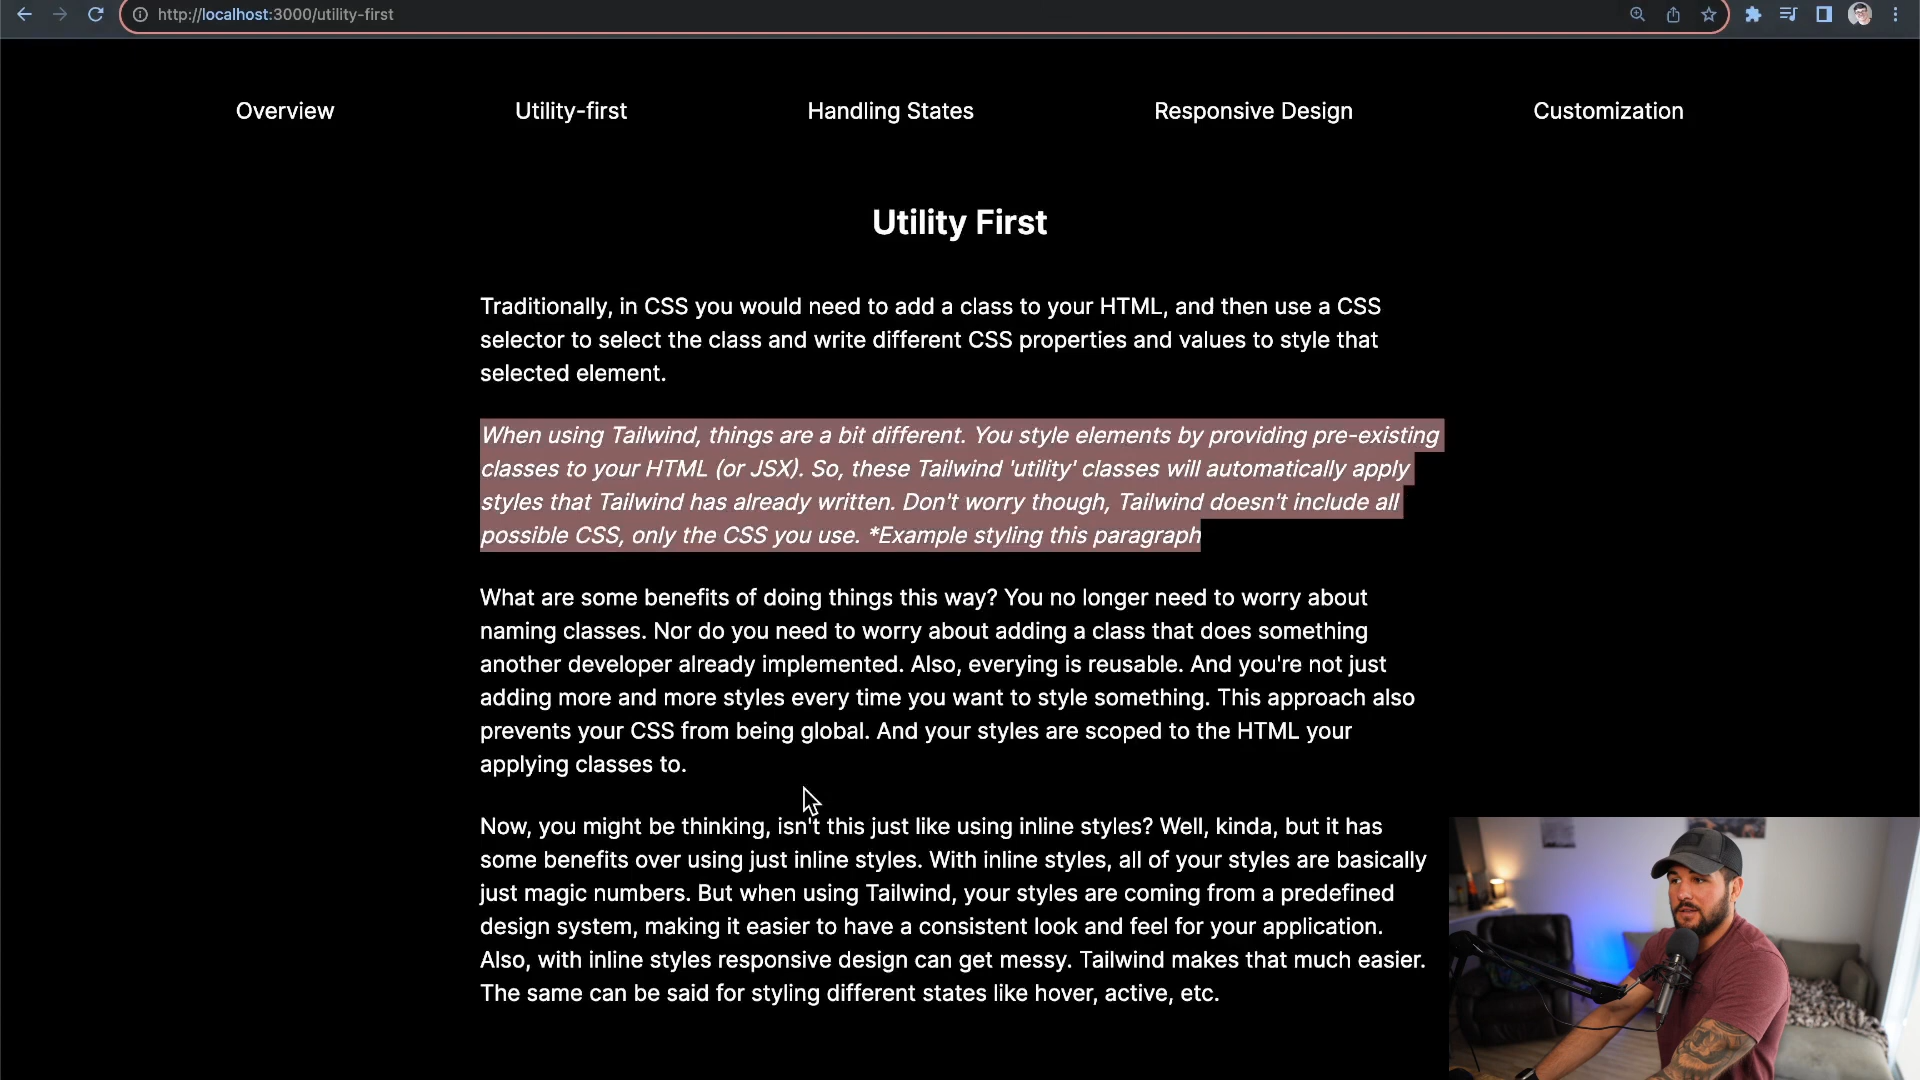 http://localhost:3000/utility-first
Overview
Utility-first
Handling States
Responsive Design
Customization
Utility First
Traditionally, in CSS you would need to add a class to your HTML, and then use a CSS
selector to select the class and write different CSS properties and values to style that
selected element.
When using Tailwind, things are a bit different. You style elements by providing pre-existing
classes to your HTML (or JSX). So, these Tailwind 'utility' classes will automatically apply
styles that Tailwind has already written. Don't worry though, Tailwind doesn't include all
possible CSS, only the CSS you use. *Example styling this paragraph
What are some benefits of doing things this way? You no longer need to worry about
naming classes. Nor do you need to worry about adding a class that does something
another developer already implemented. Also, everying is reusable. And you're not just
adding more and more styles every time you want to style something. This approach also
prevents your CSS from being global. And your styles are scoped to the HTML your
applying classes to.
Now, you might be thinking, isn't this just like using inline styles? Well, kinda, but it has
some benefits over using just inline styles. With inline styles, all of your styles are basically
just magic numbers. But when using Tailwind, your styles are coming from a predefined
design system, making it easier to have a consistent look and feel for your application.
Also, with inline styles responsive design can get messy. Tailwind makes that much easier.
The same can be said for styling different states like hover, active, etc.